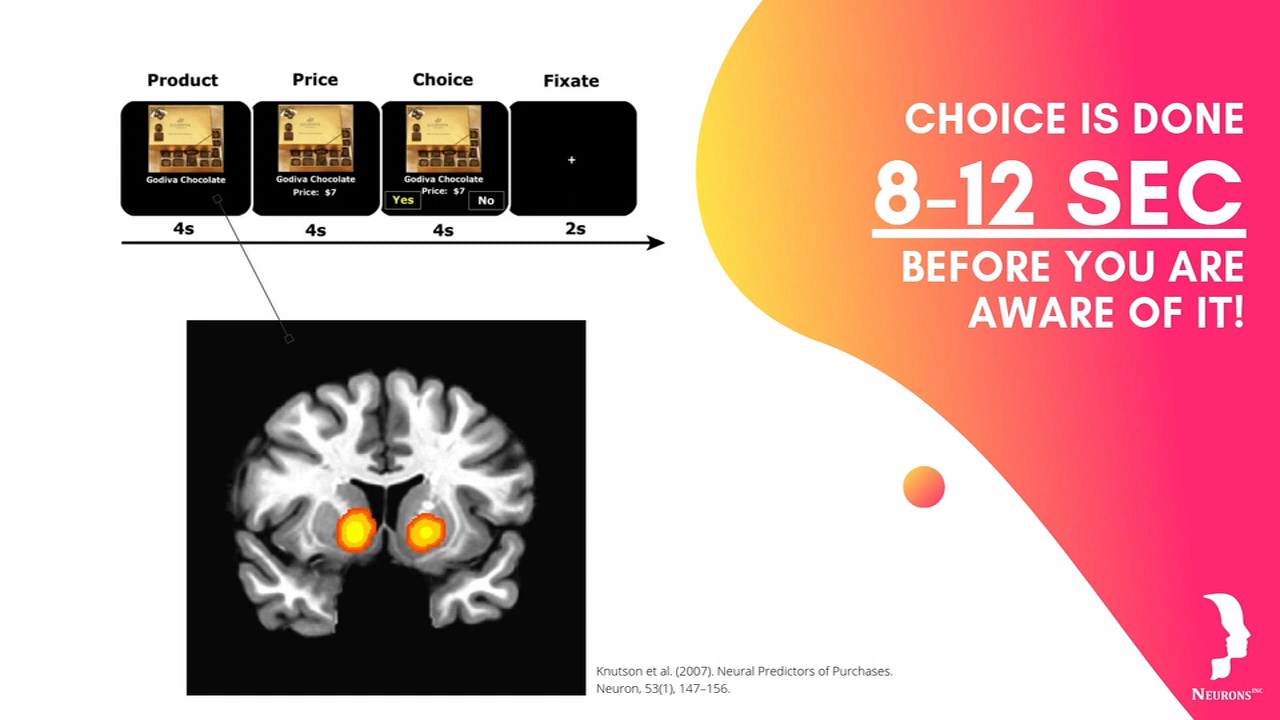 Product Price Choice Fixate
Godiva Chocolate
Godiva Chocolate
Price: $7
Godiva Chocolate
Price: $7
Yes No
+
4s 4s 4s 2s
CHOICE IS DONE
8-12 SEC
BEFORE YOU ARE
AWARE OF IT!
Knutson et al. (2007). Neural Predictors of Purchases.
Neuron, 53(1), 147–156.
NEURONS INC